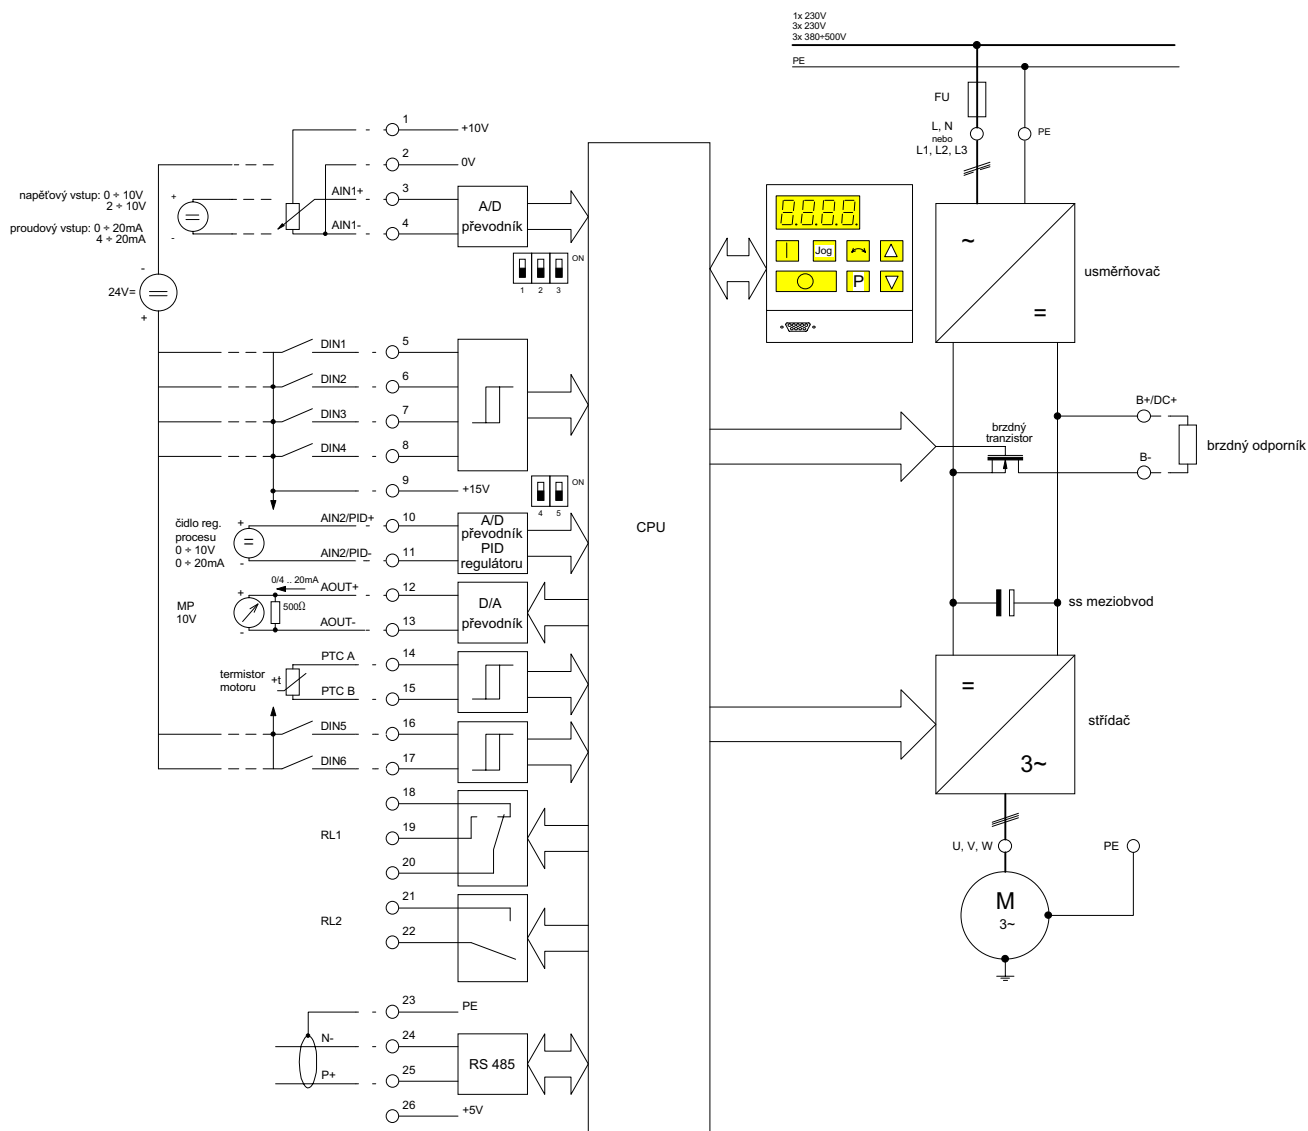 1x 230V
3x 230V
3x 380÷500V
PE
FU
L, N
nebo
L1, L2, L3
PE
1
+10V
2
0V
napěťový vstup: 0 ÷ 10V
2 ÷ 10V
proudový vstup: 0 ÷ 20mA
4 ÷ 20mA
+
-
AIN1+
3
AIN1-
4
A/D
převodník
ON
1 2 3
-
24V=
+
8.8.8.8.
Jog
P
~
=
usměrňovač
DIN1
5
DIN2
6
DIN3
7
DIN4
8
9
+15V
ON
4 5
CPU
brzdný
tranzistor
B+/DC+
B-
brzdný odporník
čidlo reg.
procesu
0 ÷ 10V
0 ÷ 20mA
+
-
AIN2/PID+
10
AIN2/PID-
11
A/D
převodník
PID
regulátoru
MP
10V
+
-
0/4 .. 20mA
500Ω
AOUT+
12
AOUT-
13
D/A
převodník
ss meziobvod
termistor
motoru
+t
PTC A
14
PTC B
15
DIN5
16
DIN6
17
=
3~
střídač
RL1
18
19
20
RL2
21
22
U, V, W
PE
M
3~
23
PE
N-
24
P+
25
RS 485
26
+5V